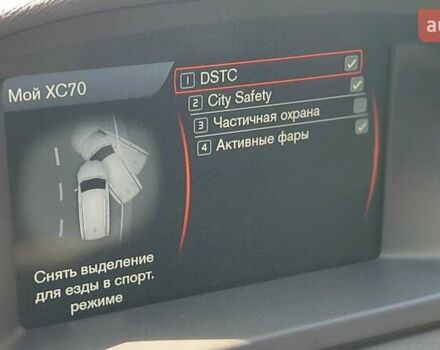 Мой XC70
1 DSTC
2 City Safety
3 Частичная охрана
4 Активные фары
Снять выделение
для езды в спорт.
режиме